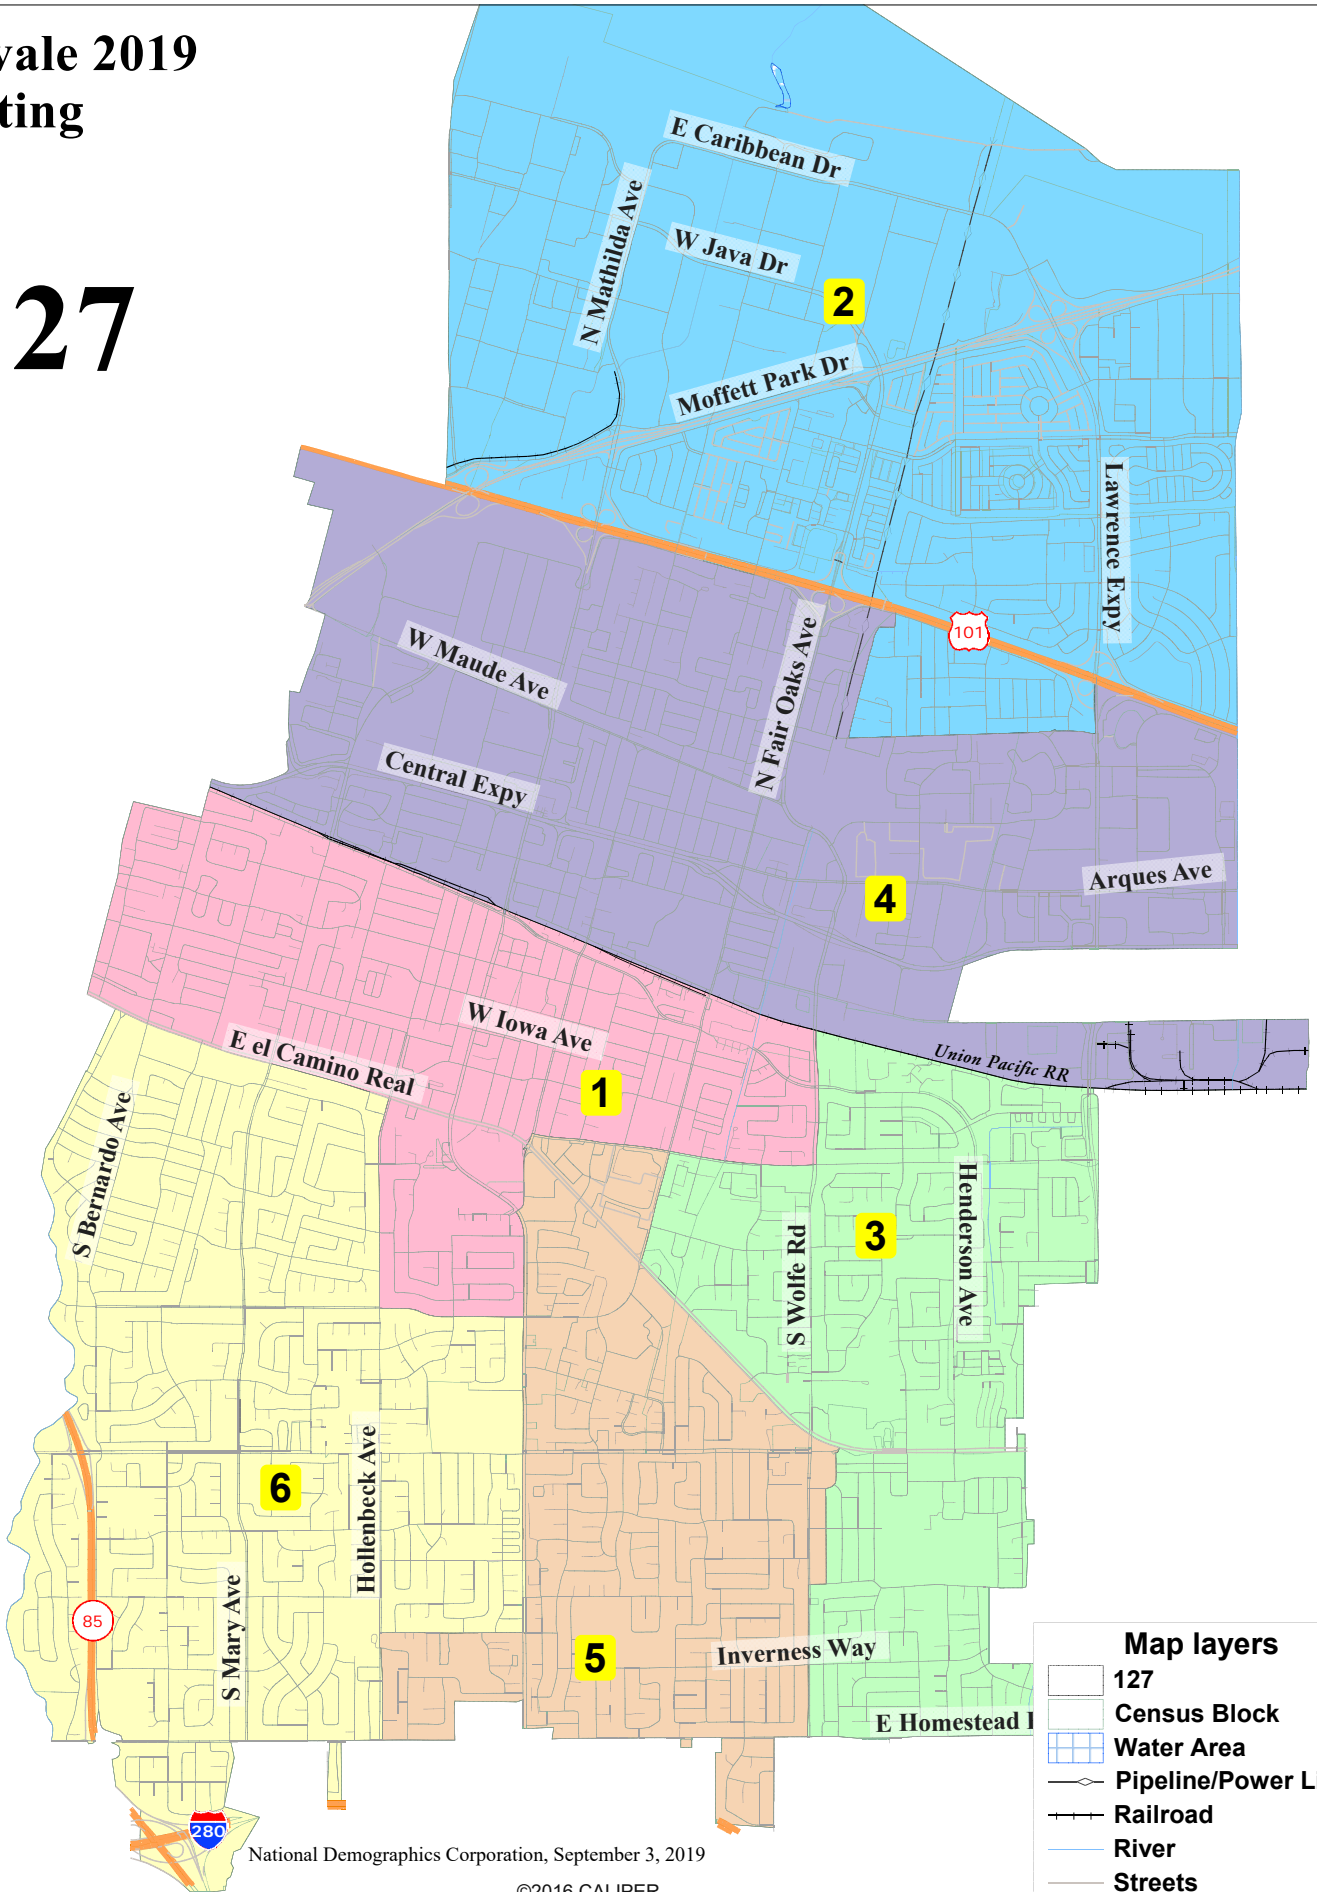 vale 2019
ting
27
E Caribbean Dr
N Mathilda Ave
W Java Dr
2
Moffett Park Dr
Lawrence Expy
101
W Maude Ave
N Fair Oaks Ave
Central Expy
Arques Ave
4
W Iowa Ave
E el Camino Real
Union Pacific RR
1
S Bernardo Ave
Henderson Ave
3
S Wolfe Rd
Hollenbeck Ave
6
S Mary Ave
85
5
Inverness Way
E Homestead
280
Map layers
127
Census Block
Water Area
Pipeline/Power Li
Railroad
River
Streets
National Demographics Corporation, September 3, 2019
©2016 CALIPER